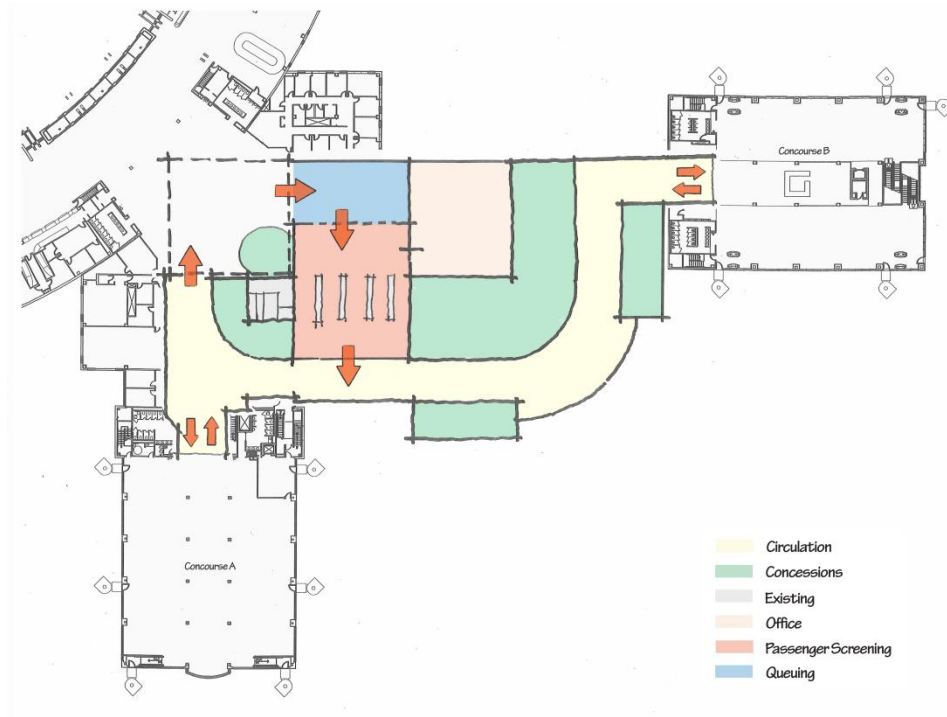 Concourse B
Concourse A
Circulation
Concessions
Existing
Office
Passenger Screening
Queuing